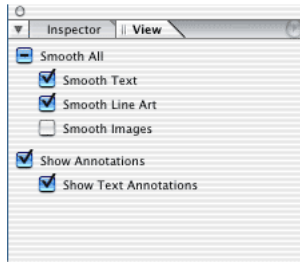 Inspector View
Smooth All
Smooth Text
Smooth Line Art
Smooth Images
Show Annotations
Show Text Annotations